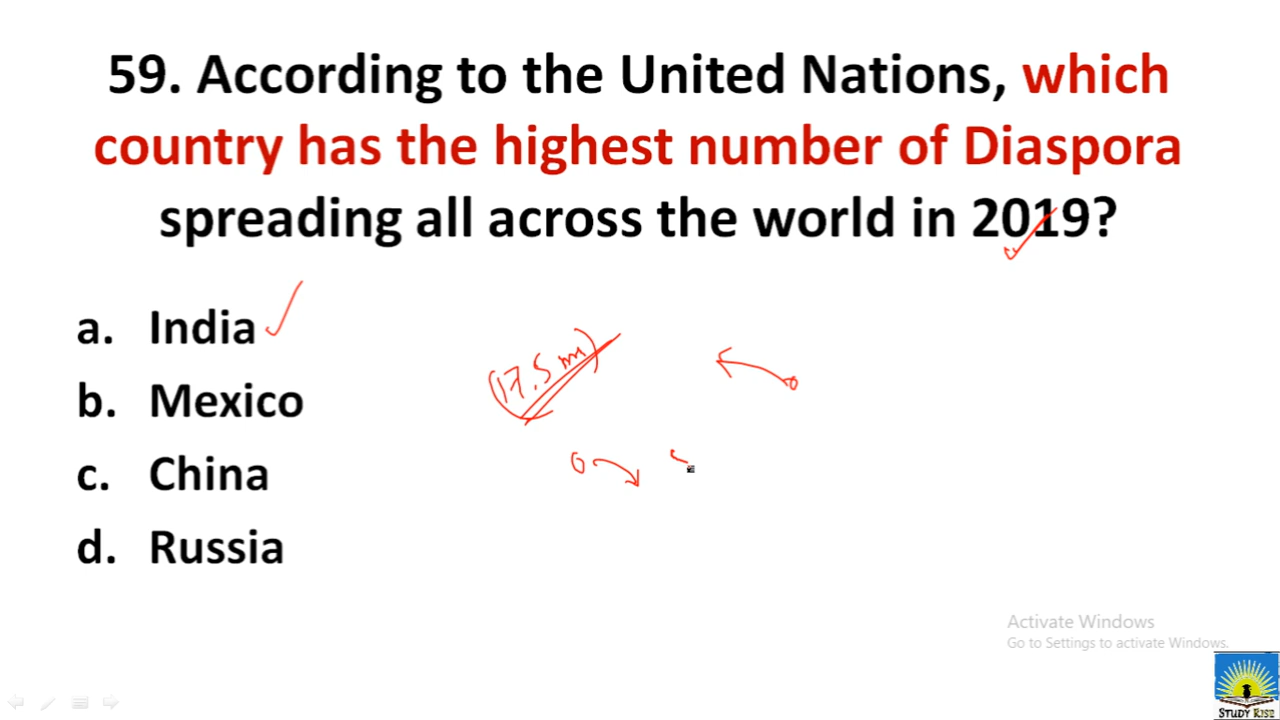 59. According to the United Nations, which
country has the highest number of Diaspora
spreading all across the world in 2019?
a. India
b. Mexico
c. China
d. Russia
(17.5 m)
Activate Windows
Go to Settings to activate Windows.
STUDY RISE